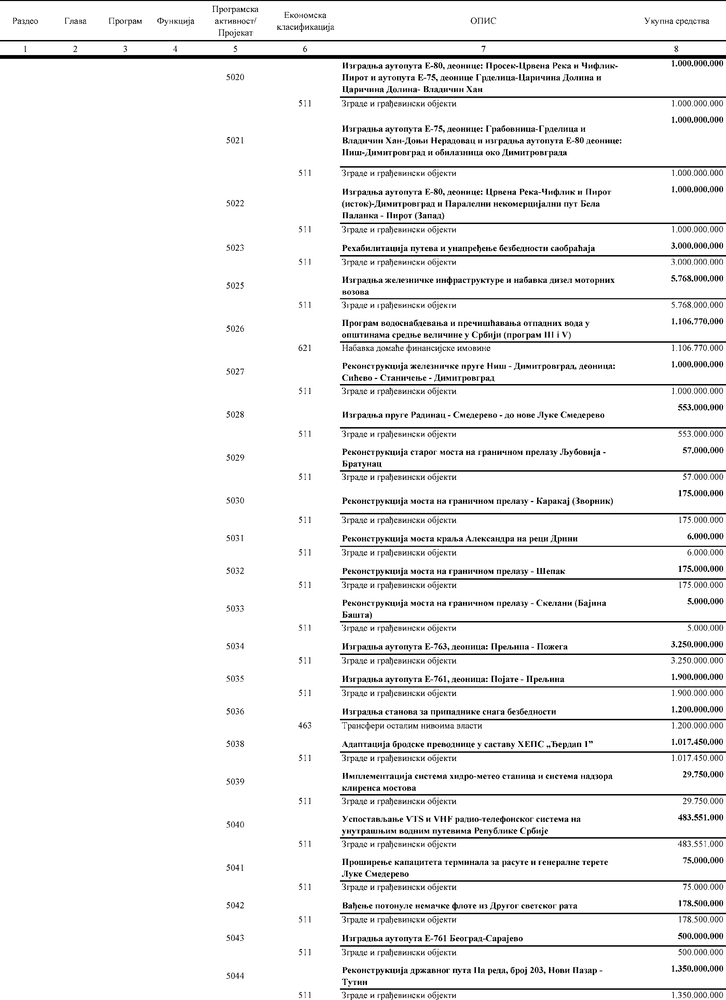 Раздео Глава Програм Функција Програмска активност/ Пројекат Економска класификација ОПИС Укупна средства
1 2 3 4 5 6 7 8
5020 Изградња аутопута Е-80, деонице: Просек-Црвена Река и Чифлик- 1.000.000.000
Пирот и аутопута Е-75, деонице Грделица-Царичина Долина и
Царичина Долина- Владичин Хан
511 Зграде и грађевински објекти 1.000.000.000
1.000.000.000
5021 Изградња аутопута Е-75, деонице: Грабовница-Грделица и
Владичин Хан-Доњи Нерадовац и изградња аутопута Е-80 деонице:
Ниш-Димитровград и обилазница око Димитровграда
511 Зграде и грађевински објекти 1.000.000.000
5022 Изградња аутопута Е-80, деонице: Црвена Река-Чифлик и Пирот 1.000.000.000
(исток)-Димитровград и Паралелни некомерцијални пут Бела
Паланка - Пирот (Запад)
511 Зграде и грађевински објекти 1.000.000.000
5023 Рехабилитација путева и унапређење безбедности саобраћаја 3.000.000.000
511 Зграде и грађевински објекти 3.000.000.000
5025 Изградња железничке инфраструктуре и набавка дизел моторних 5.768.000.000
возова
511 Зграде и грађевински објекти 5.768.000.000
5026 Програм водоснабдевања и пречишћавања отпадних вода у 1.106.770.000
општинама средње величине у Србији (програм III i V)
621 Набавка домаће финансијске имовине 1.106.770.000
5027 Реконструкција железничке пруге Ниш - Димитровград, деоница: 1.000.000.000
Сићево - Станичење - Димитровград
511 Зграде и грађевински објекти 1.000.000.000
5028 Изградња пруге Радинац - Смедерево - до нове Луке Смедерево 553.000.000
511 Зграде и грађевински објекти 553.000.000
5029 Реконструкција старог моста на граничном прелазу Љубовија - 57.000.000
Братунац
511 Зграде и грађевински објекти 57.000.000
5030 Реконструкција моста на граничном прелазу - Каракај (Зворник) 175.000.000
511 Зграде и грађевински објекти 175.000.000
5031 Реконструкција моста краља Александра на реци Дрини 6.000.000
511 Зграде и грађевински објекти 6.000.000
5032 Реконструкција моста на граничном прелазу - Шепак 175.000.000
511 Зграде и грађевински објекти 175.000.000
5033 Реконструкција моста на граничном прелазу - Скелани (Бајина 5.000.000
Башта)
511 Зграде и грађевински објекти 5.000.000
5034 Изградња аутопута Е-763, деоница: Прељина - Пожега 3.250.000.000
511 Зграде и грађевински објекти 3.250.000.000
5035 Изградња аутопута Е-761, деоница: Појате - Прељина 1.900.000.000
511 Зграде и грађевински објекти 1.900.000.000
5036 Изградња станова за припаднике снага безбедности 1.200.000.000
463 Трансфери осталим нивоима власти 1.200.000.000
5038 Адаптација бродске преводнице у саставу ХЕПС „Ђердап 1” 1.017.450.000
511 Зграде и грађевински објекти 1.017.450.000
5039 Имплементација система хидро-метео станица и система надзора 29.750.000
клиренса мостова
511 Зграде и грађевински објекти 29.750.000
5040 Успостављање VTS и VHF радио-телефонског система на 483.551.000
унутрашњим водним путевима Републике Србије
511 Зграде и грађевински објекти 483.551.000
5041 Проширење капацитета терминала за расуте и генералне терете 75.000.000
Луке Смедерево
511 Зграде и грађевински објекти 75.000.000
5042 Вађење потонуле немачке флоте из Другог светског рата 178.500.000
511 Зграде и грађевински објекти 178.500.000
5043 Изградња аутопута Е-761 Београд-Сарајево 500.000.000
511 Зграде и грађевински објекти 500.000.000
5044 Реконструкција државног пута IIа реда, број 203, Нови Пазар - 1.350.000.000
Тутин
511 Зграде и грађевински објекти 1.350.000.000